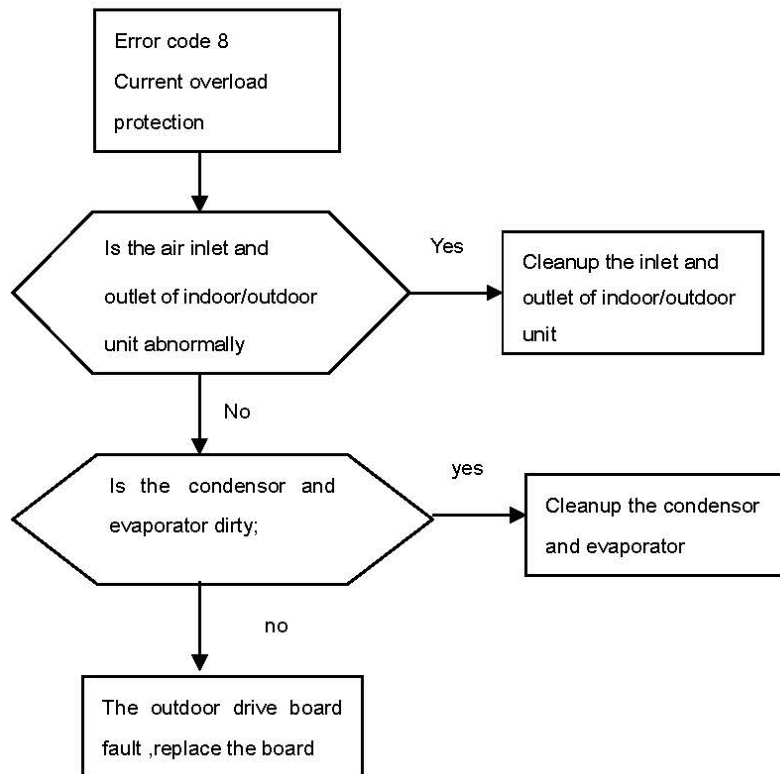 Error code 8
Current overload
protection
Is the air inlet and
outlet of indoor/outdoor
unit abnormally
Yes
Cleanup the inlet and
outlet of indoor/outdoor
unit
No
Is the condensor and
evaporator dirty;
yes
Cleanup the condensor
and evaporator
no
The outdoor drive board
fault ,replace the board